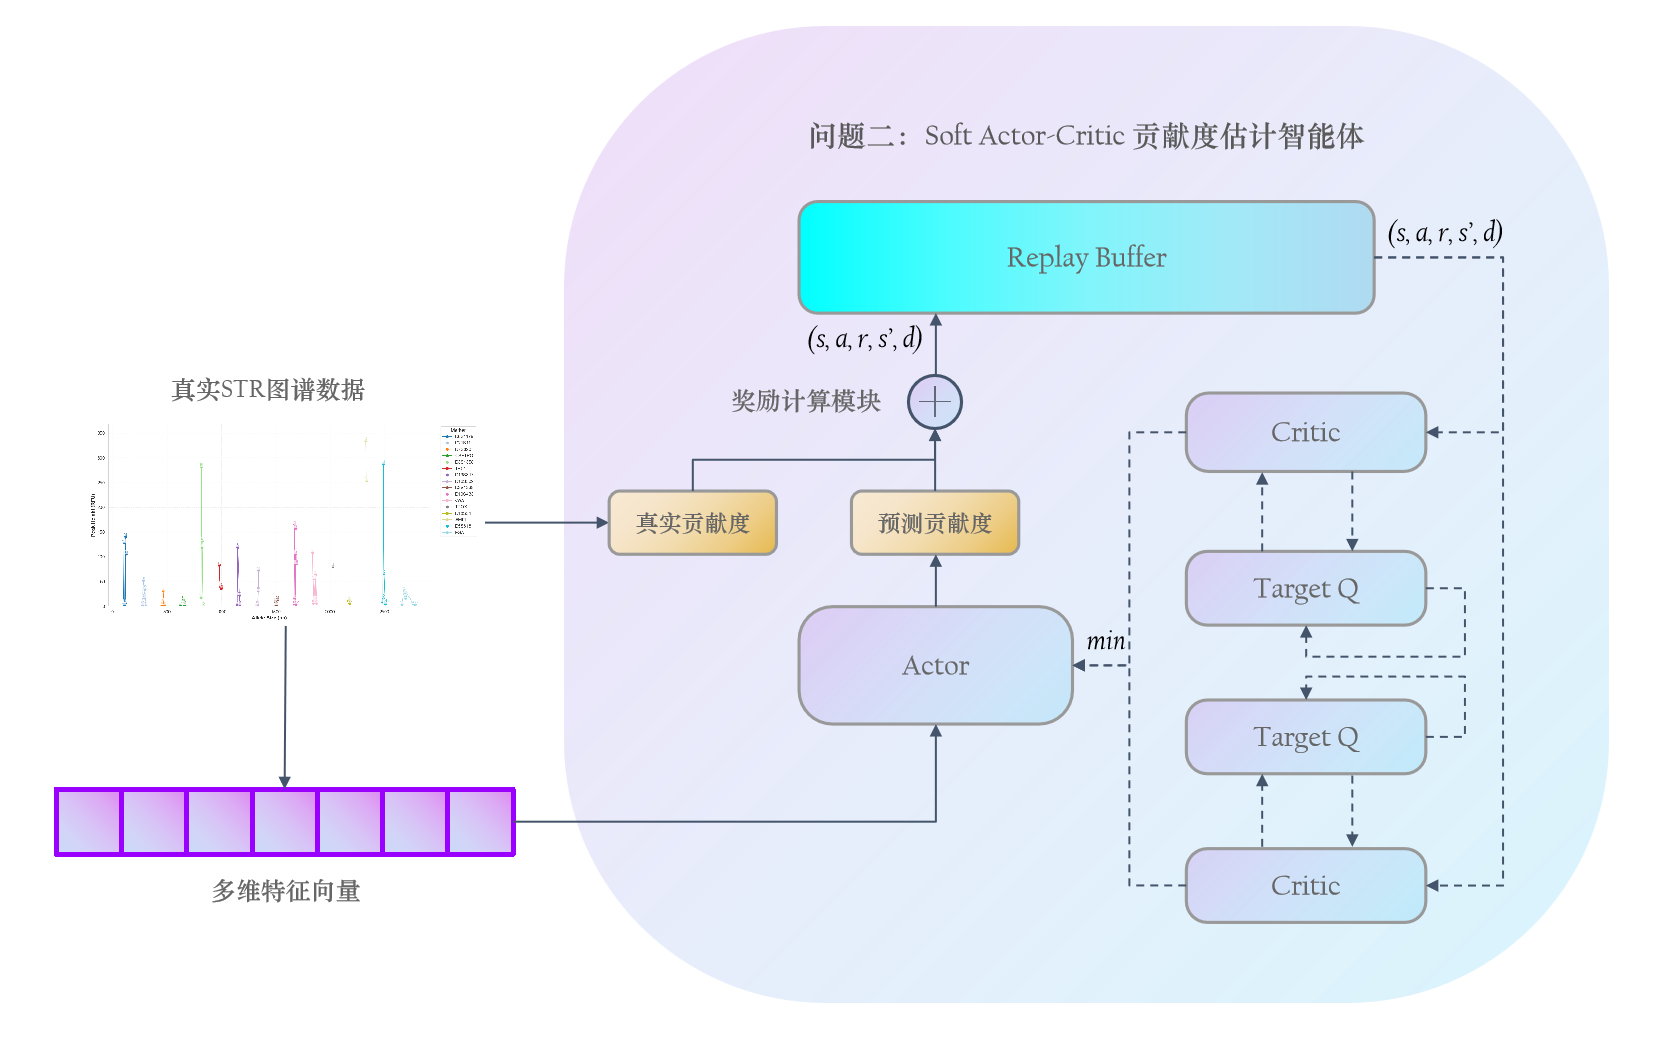 问题二：Soft Actor-Critic 贡献度估计智能体
Replay Buffer
(s, a, r, s’, d)
(s, a, r, s’, d)
奖励计算模块
真实STR图谱数据
真实贡献度
预测贡献度
Actor
min
Critic
Target Q
Target Q
Critic
多维特征向量